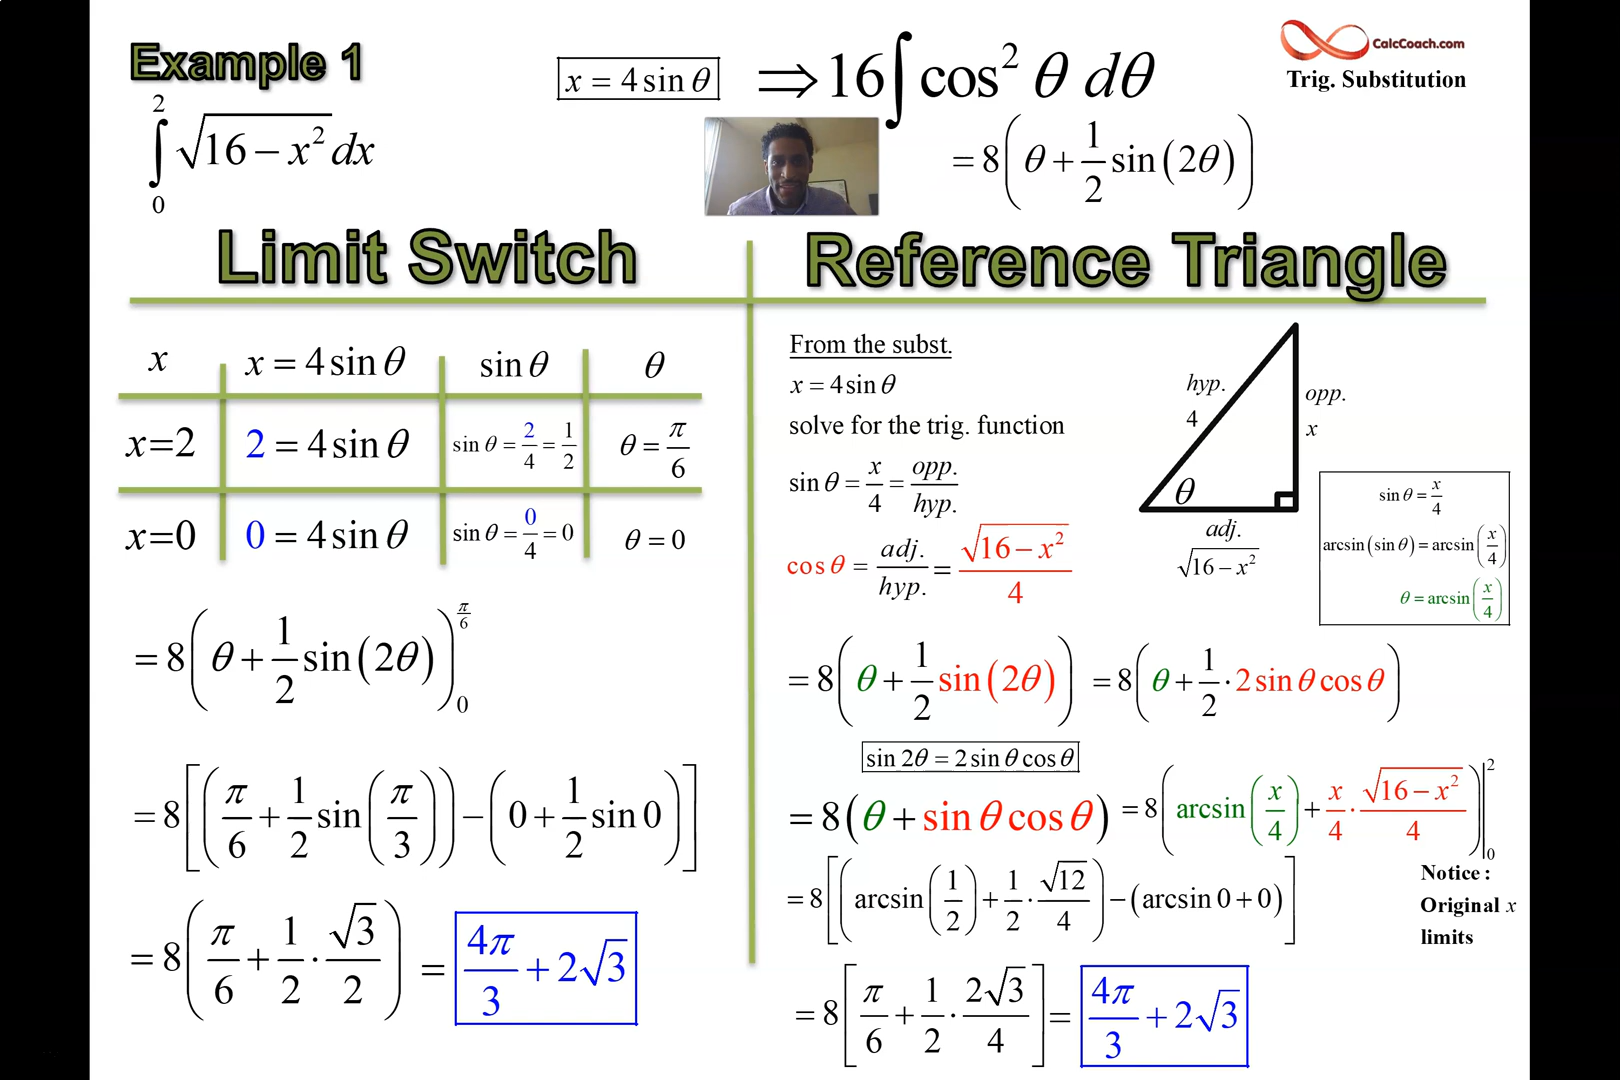 Example 1
x = 4 sin θ ⇒ 16∫cos² θ dθ
CalcCoach.com
Trig. Substitution
∫₀² √(16 − x²) dx
= 8(θ + 1/2 sin(2θ))
Limit Switch
x | x = 4 sin θ | sin θ | θ
x=2 | 2 = 4 sin θ | sin θ = 2/4 = 1/2 | θ = π/6
x=0 | 0 = 4 sin θ | sin θ = 0/4 = 0 | θ = 0
= 8(θ + 1/2 sin(2θ))₀^(π/6)
= 8[(π/6 + 1/2 sin(π/3)) − (0 + 1/2 sin 0)]
= 8(π/6 + 1/2 · √3/2) = 4π/3 + 2√3
Reference Triangle
From the subst.
x = 4 sin θ
solve for the trig. function
sin θ = x/4 = opp./hyp.
cos θ = adj./hyp. = √(16 − x²)/4
hyp.
4
opp.
x
θ
adj.
√(16 − x²)
sin θ = x/4
arcsin(sin θ) = arcsin(x/4)
θ = arcsin(x/4)
= 8(θ + 1/2 sin(2θ)) = 8(θ + 1/2 · 2 sin θ cos θ)
sin 2θ = 2 sin θ cos θ
= 8(θ + sin θ cos θ) = 8(arcsin(x/4) + x/4 · √(16 − x²)/4)|₀²
= 8[(arcsin(1/2) + 1/2 · √12/4) − (arcsin 0 + 0)]
Notice :
Original x
limits
= 8[π/6 + 1/2 · 2√3/4] = 4π/3 + 2√3